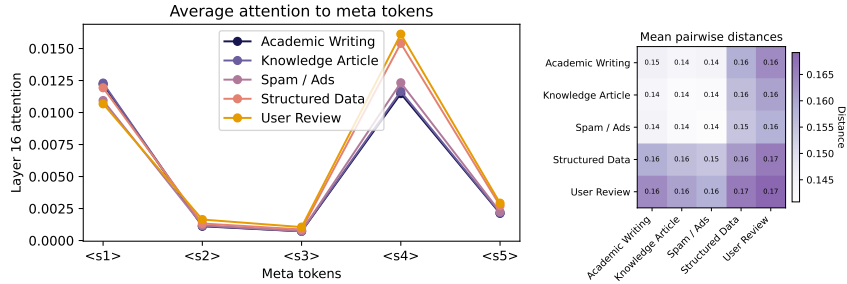 Average attention to meta tokens
Layer 16 attention
0.0150
0.0125
0.0100
0.0075
0.0050
0.0025
0.0000
Academic Writing
Knowledge Article
Spam / Ads
Structured Data
User Review
<s1> <s2> <s3> <s4> <s5>
Meta tokens
Mean pairwise distances
Academic Writing 0.15 0.14 0.14 0.16 0.16
Knowledge Article 0.14 0.14 0.14 0.16 0.16
Spam / Ads 0.14 0.14 0.14 0.15 0.16
Structured Data 0.16 0.16 0.15 0.16 0.17
User Review 0.16 0.16 0.16 0.17 0.17
Academic Writing
Knowledge Article
Spam / Ads
Structured Data
User Review
0.165
0.160
0.155
0.150
0.145
Distance